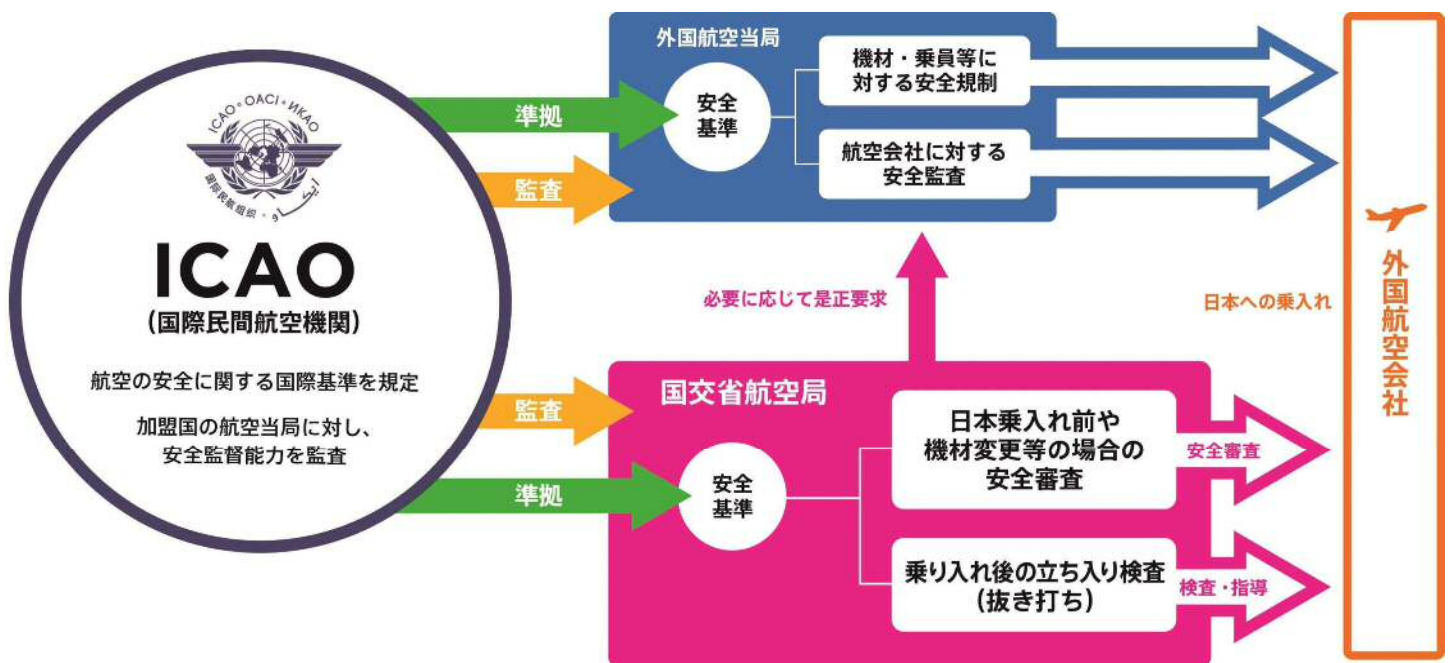 ICAO・OACI・ИКАО
国际民航组织・ايكاو
ICAO
(国際民間航空機関)
航空の安全に関する国際基準を規定
加盟国の航空当局に対し、
安全監督能力を監査
準拠
監査
監査
準拠
外国航空当局
安全
基準
機材・乗員等に
対する安全規制
航空会社に対する
安全監査
必要に応じて是正要求
日本への乗入れ
国交省航空局
安全
基準
日本乗入れ前や
機材変更等の場合の
安全審査
安全審査
乗り入れ後の立ち入り検査
(抜き打ち)
検査・指導
外国航空会社